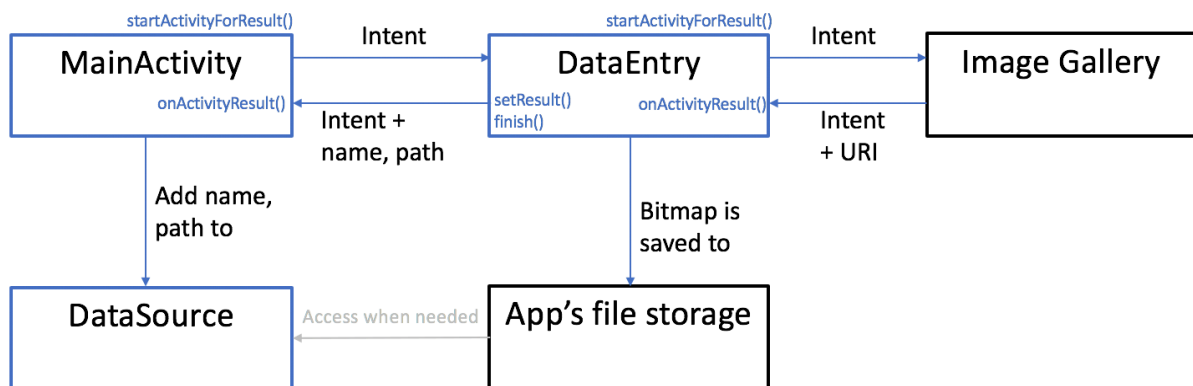 startActivityForResult()
startActivityForResult()
MainActivity
Intent
DataEntry
Intent
Image Gallery
onActivityResult()
setResult()
finish()
onActivityResult()
Intent +
name, path
Intent
+ URI
Add name,
path to
Bitmap is
saved to
DataSource
Access when needed
App's file storage